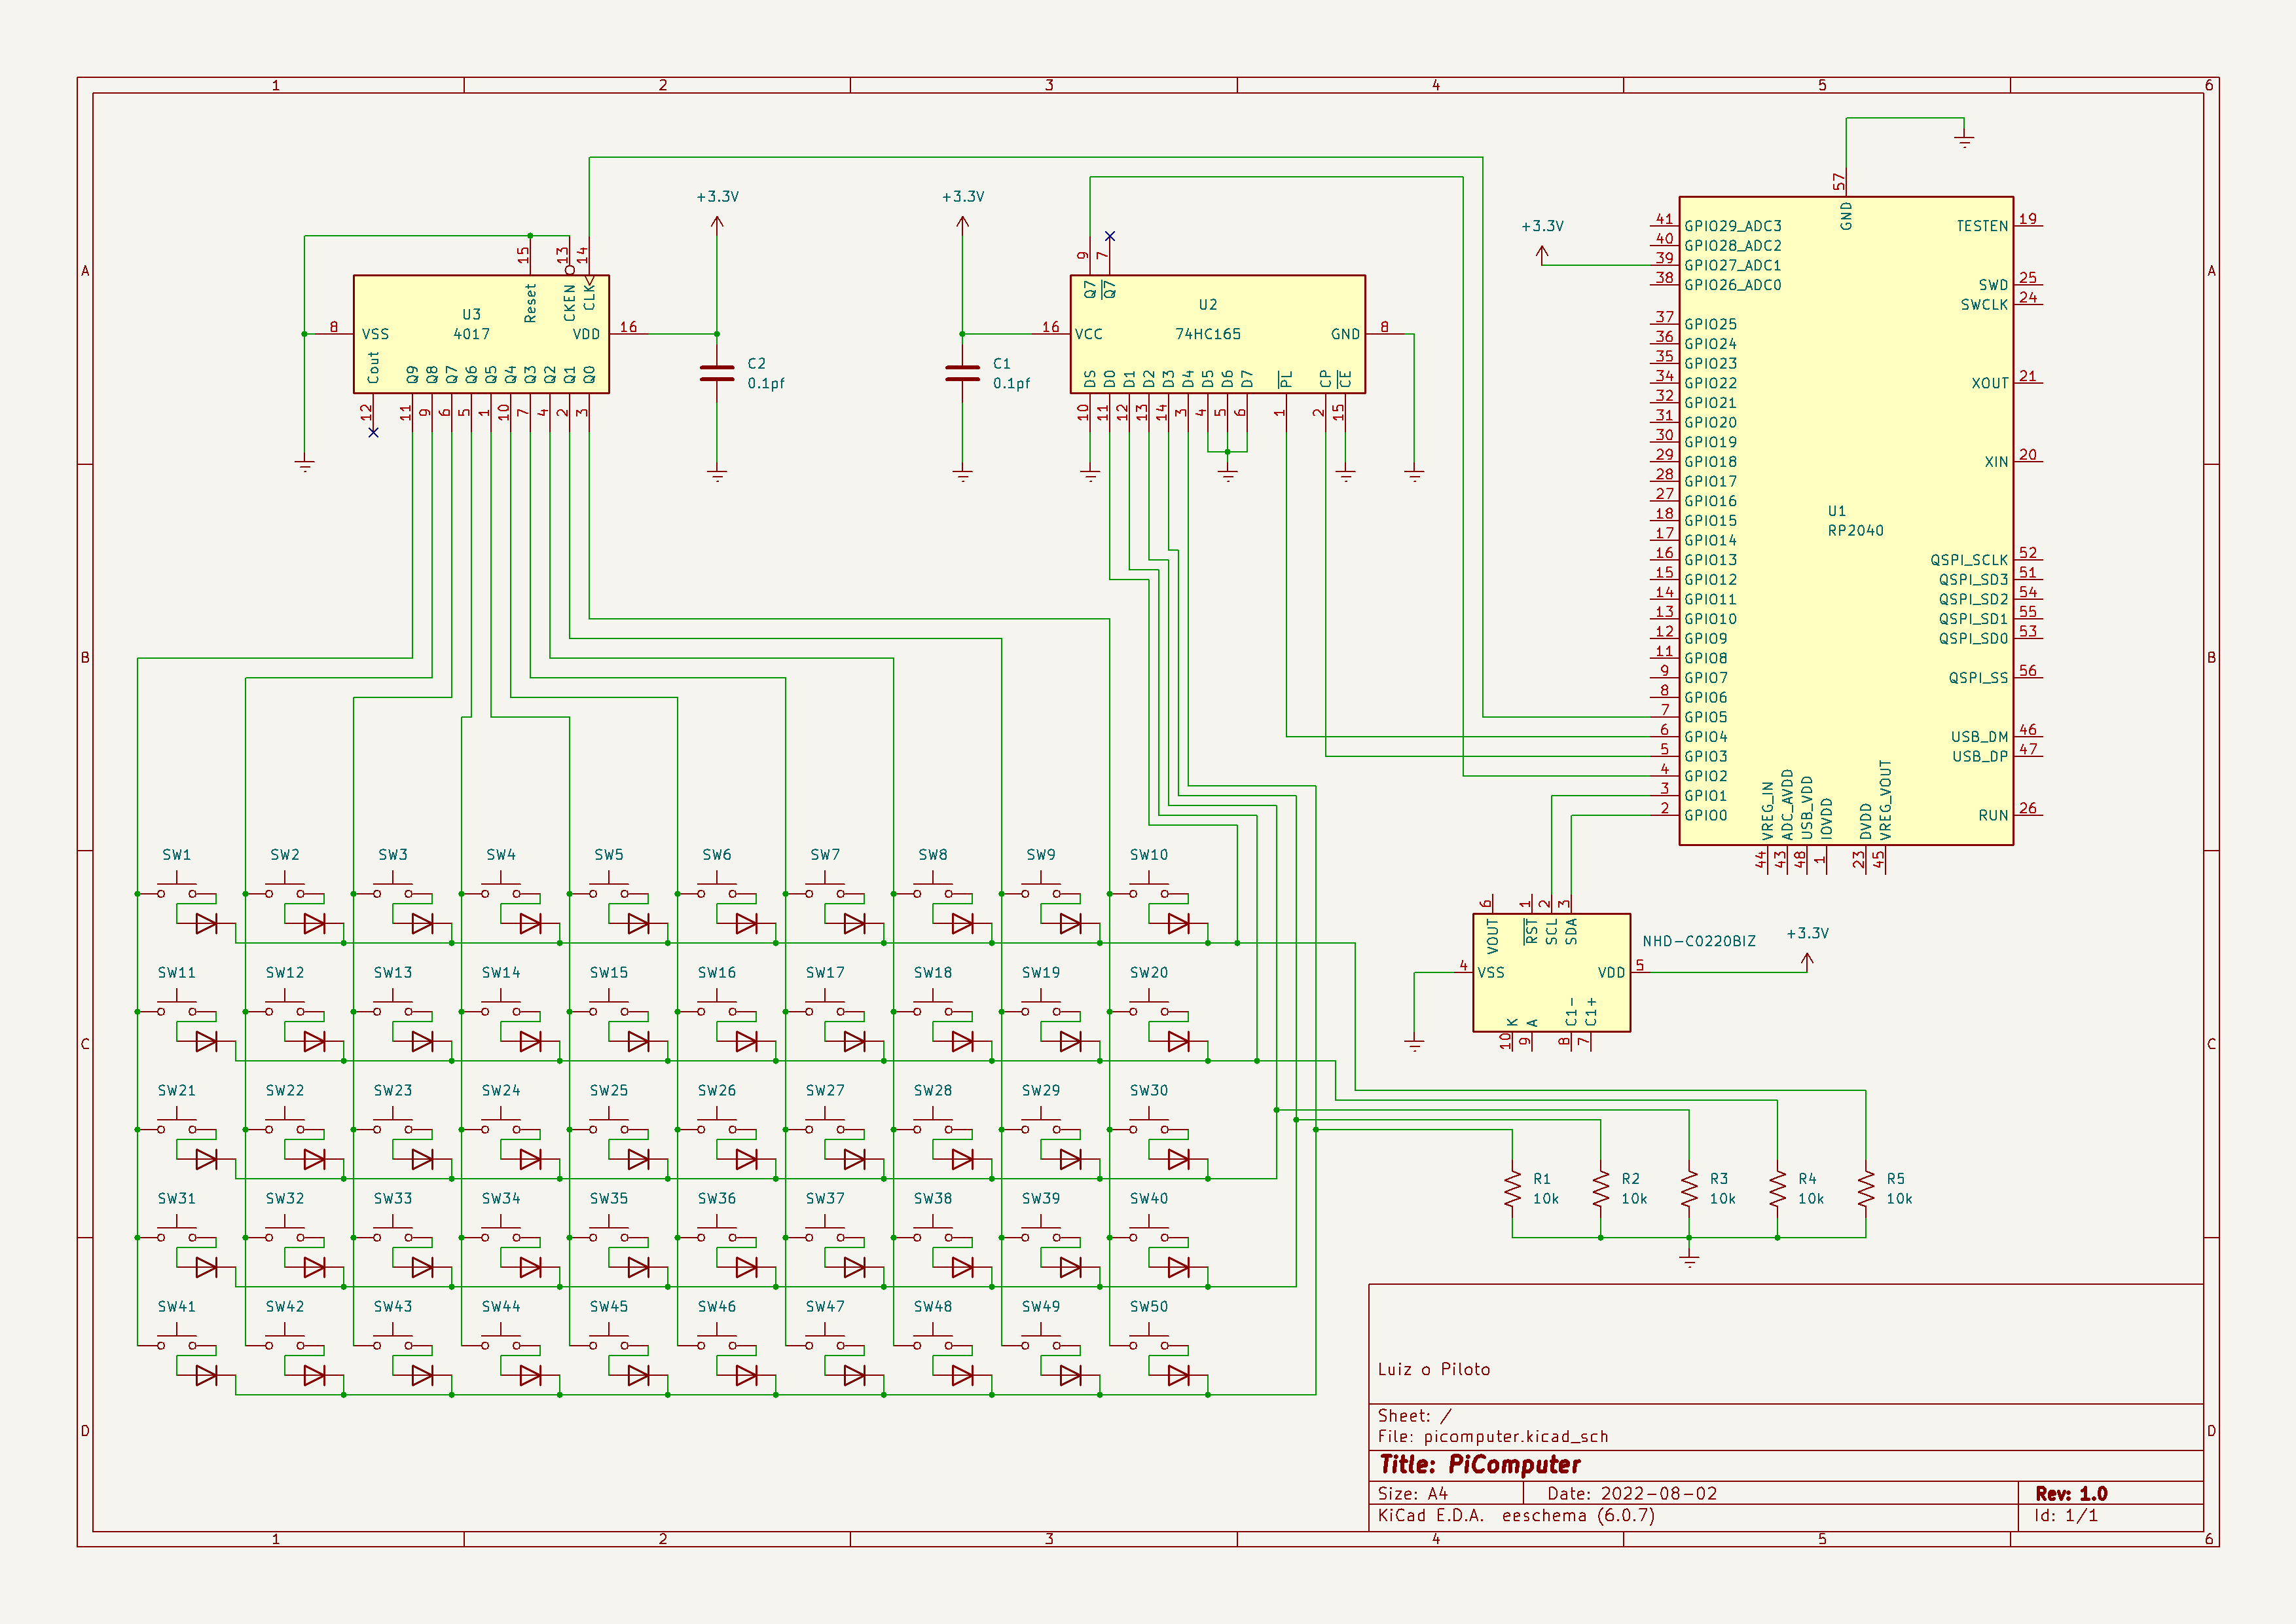 1 2 3 4 5 6
A
B
C
D
A
B
C
D
+3.3V
+3.3V
+3.3V
15 13 14
Reset CKEN CLK
U3
4017
8 VSS
VDD 16
Cout Q9 Q8 Q7 Q6 Q5 Q4 Q3 Q2 Q1 Q0
12 11 9 6 5 1 10 7 4 2 3
C2
0.1pf
C1
0.1pf
9 7
Q7 Q7
U2
74HC165
16 VCC
GND 8
DS D0 D1 D2 D3 D4 D5 D6 D7 PL CP CE
10 11 12 13 14 3 4 5 6 1 2 15
57
GND
41 GPIO29_ADC3
40 GPIO28_ADC2
39 GPIO27_ADC1
38 GPIO26_ADC0
37 GPIO25
36 GPIO24
35 GPIO23
34 GPIO22
32 GPIO21
31 GPIO20
30 GPIO19
29 GPIO18
28 GPIO17
27 GPIO16
18 GPIO15
17 GPIO14
16 GPIO13
15 GPIO12
14 GPIO11
13 GPIO10
12 GPIO9
11 GPIO8
9 GPIO7
8 GPIO6
7 GPIO5
6 GPIO4
5 GPIO3
4 GPIO2
3 GPIO1
2 GPIO0
U1
RP2040
TESTEN 19
SWD 25
SWCLK 24
XOUT 21
XIN 20
QSPI_SCLK 52
QSPI_SD3 51
QSPI_SD2 54
QSPI_SD1 55
QSPI_SD0 53
QSPI_SS 56
USB_DM 46
USB_DP 47
RUN 26
VREG_IN ADC_AVDD USB_VDD IOVDD DVDD VREG_VOUT
44 43 48 1 23 45
SW1 SW2 SW3 SW4 SW5 SW6 SW7 SW8 SW9 SW10
SW11 SW12 SW13 SW14 SW15 SW16 SW17 SW18 SW19 SW20
SW21 SW22 SW23 SW24 SW25 SW26 SW27 SW28 SW29 SW30
SW31 SW32 SW33 SW34 SW35 SW36 SW37 SW38 SW39 SW40
SW41 SW42 SW43 SW44 SW45 SW46 SW47 SW48 SW49 SW50
6 1 2 3
VOUT RST SCL SDA
NHD-C0220BIZ
+3.3V
4 VSS
VDD 5
K A C1- C1+
10 9 8 7
R1
10k
R2
10k
R3
10k
R4
10k
R5
10k
Luiz o Piloto
Sheet: /
File: picomputer.kicad_sch
Title: PiComputer
Size: A4
Date: 2022-08-02
Rev: 1.0
KiCad E.D.A. eeschema (6.0.7)
Id: 1/1
1 2 3 4 5 6